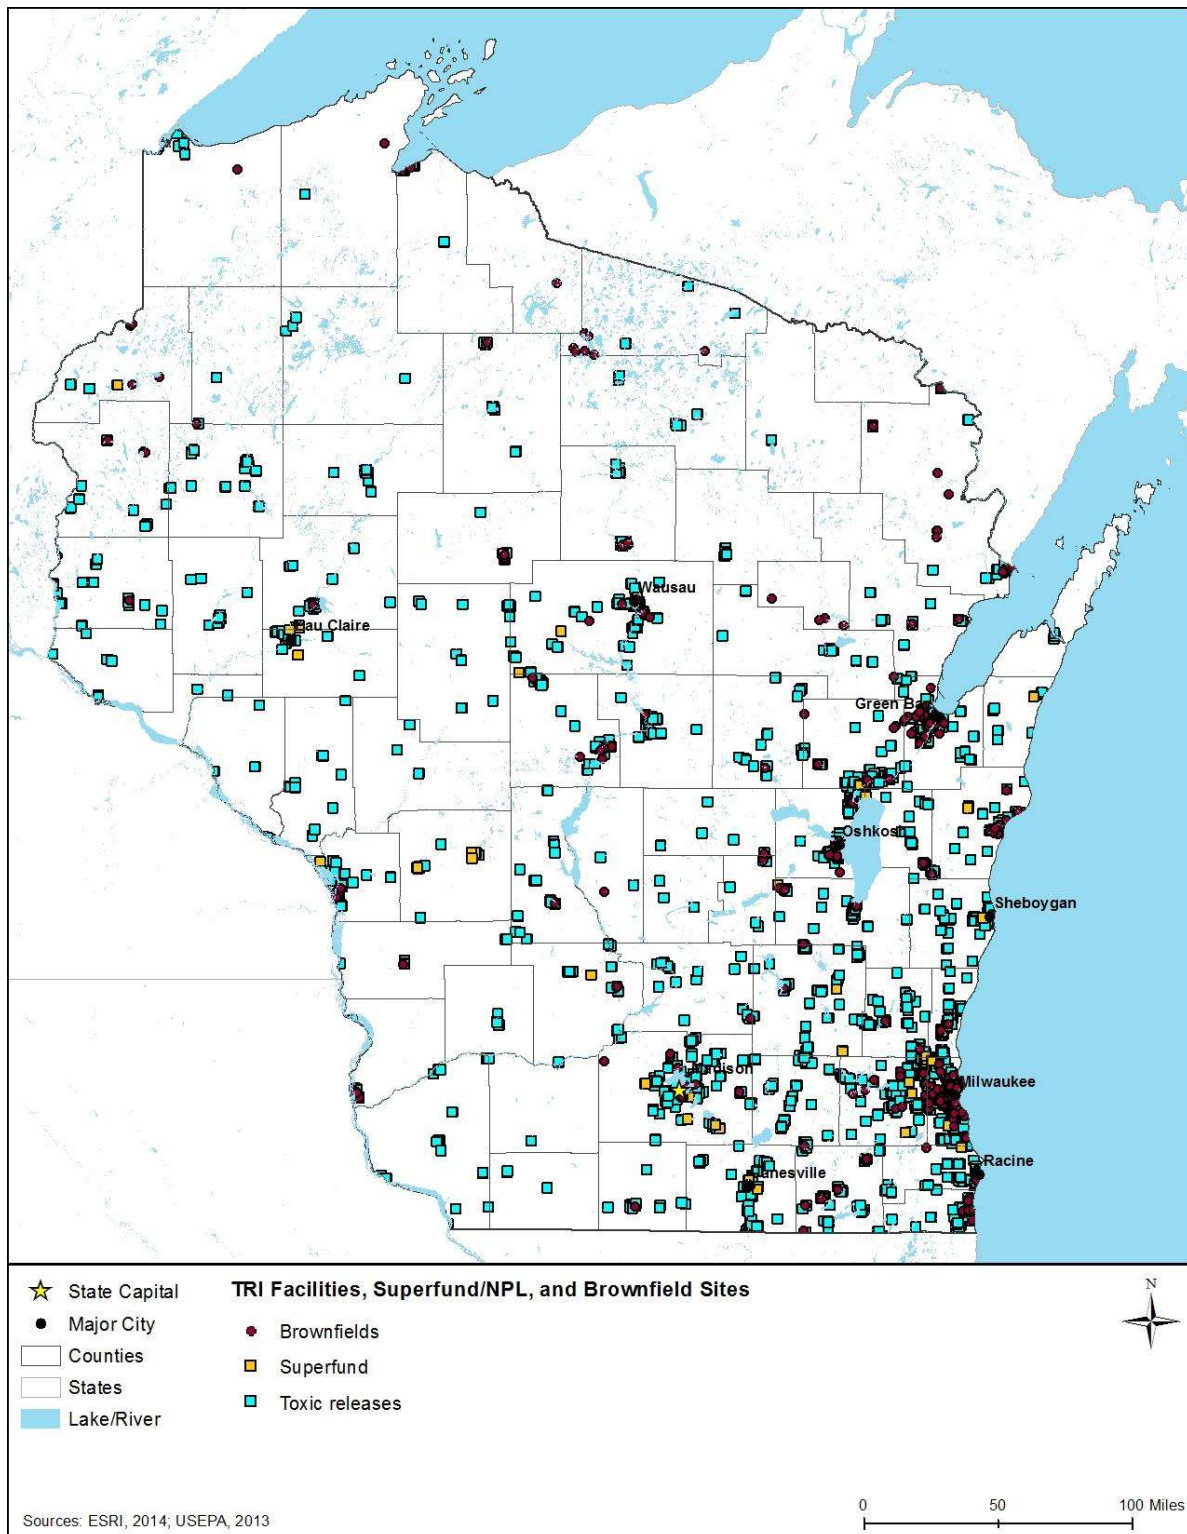 Wausau
Eau Claire
Green Bay
Oshkosh
Sheboygan
Madison
Milwaukee
Racine
Janesville
State Capital
Major City
Counties
States
Lake/River
TRI Facilities, Superfund/NPL, and Brownfield Sites
Brownfields
Superfund
Toxic releases
N
0 50 100 Miles
Sources: ESRI, 2014; USEPA, 2013